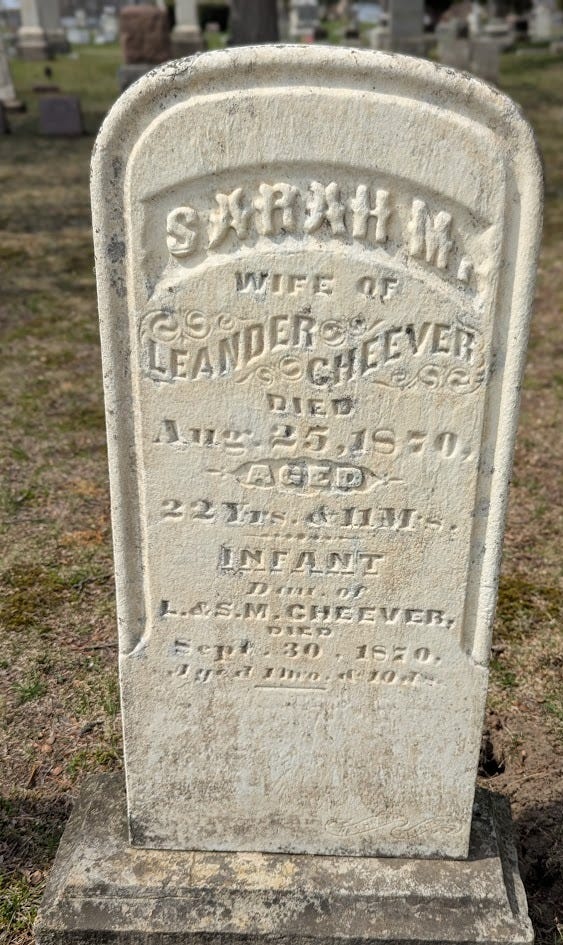 SARAH M.
WIFE OF
LEANDER CHEEVER
DIED
Aug. 25, 1870,
AGED
22 Yrs. & 11 Ms.
INFANT
Dau. of
L. & S. M. CHEEVER,
DIED
Sept. 30, 1870.
Aged 1 mo. & 10 ds.